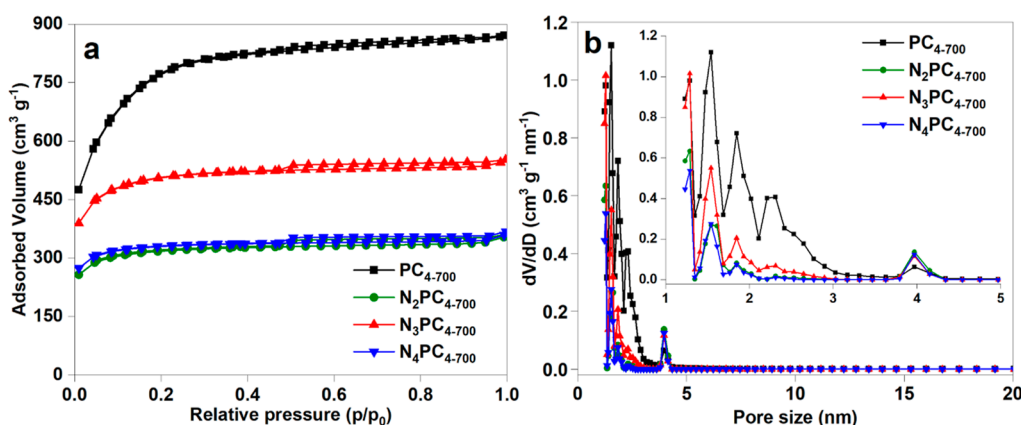 a
Adsorbed Volume (cm³ g⁻¹)
900
750
600
450
300
150
0
PC₄₋₇₀₀
N₂PC₄₋₇₀₀
N₃PC₄₋₇₀₀
N₄PC₄₋₇₀₀
0.0 0.2 0.4 0.6 0.8 1.0
Relative pressure (p/p₀)
b
dV/dD (cm³ g⁻¹ nm⁻¹)
1.2
1.0
0.8
0.6
0.4
0.2
0.0
1.2
1.0
0.8
0.6
0.4
0.2
0.0
1 2 3 4 5
PC₄₋₇₀₀
N₂PC₄₋₇₀₀
N₃PC₄₋₇₀₀
N₄PC₄₋₇₀₀
0 5 10 15 20
Pore size (nm)